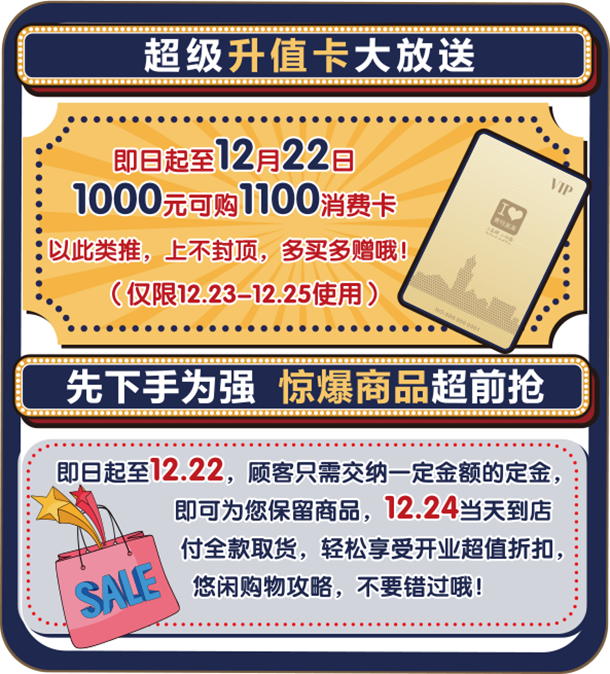 超级升值卡大放送
即日起至12月22日
1000元可购1100消费卡
以此类推，上不封顶，多买多赠哦！
（仅限12.23-12.25使用）
VIP
先下手为强 惊爆商品超前抢
即日起至12.22，顾客只需交纳一定金额的定金，
即可为您保留商品，12.24当天到店
付全款取货，轻松享受开业超值折扣，
悠闲购物攻略，不要错过哦！
SALE